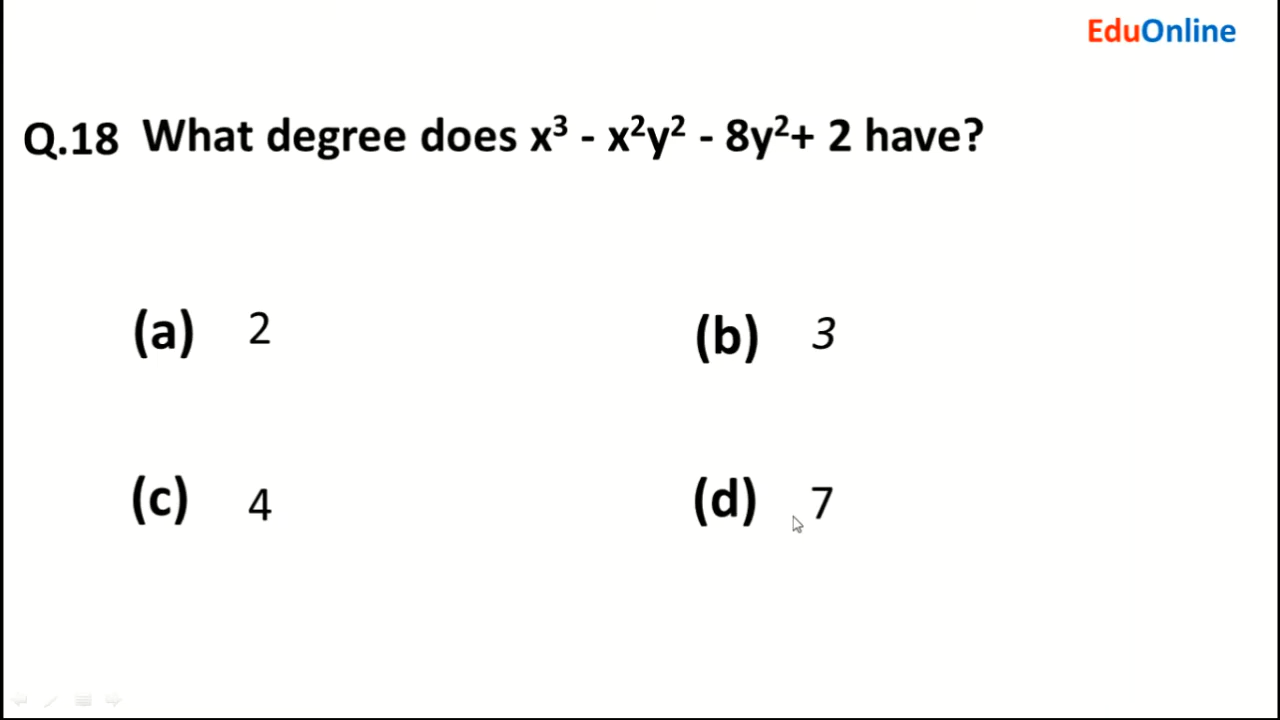 EduOnline
Q.18 What degree does x³ - x²y² - 8y²+ 2 have?
(a) 2
(b) 3
(c) 4
(d) 7